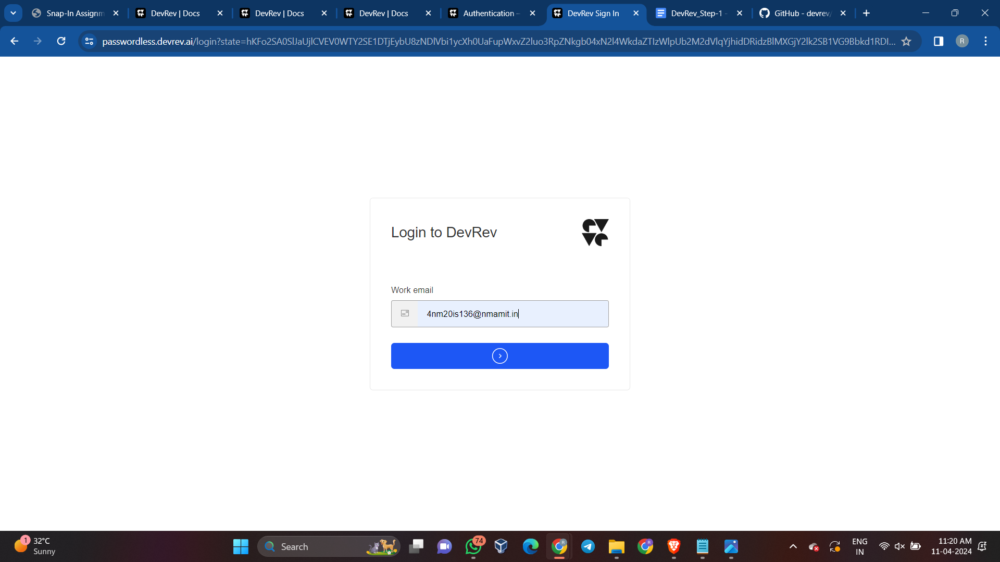 Snap-In Assignm
DevRev | Docs
DevRev | Docs
DevRev | Docs
Authentication –
DevRev Sign In
DevRev_Step-1 -
GitHub - devrev/
passwordless.devrev.ai/login?state=
R
Login to DevRev
Work email
4nm20is136@nmamit.in
1
32°C
Sunny
Search
74
R
R
ENG
IN
11:20 AM
11-04-2024